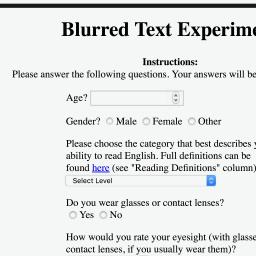 Blurred Text Experime
Instructions:
Please answer the following questions. Your answers will be
Age?
Gender? Male Female Other
Please choose the category that best describes y
ability to read English. Full definitions can be
found here (see "Reading Definitions" column)
Select Level
Do you wear glasses or contact lenses?
Yes No
How would you rate your eyesight (with glasse
contact lenses, if you usually wear them)?